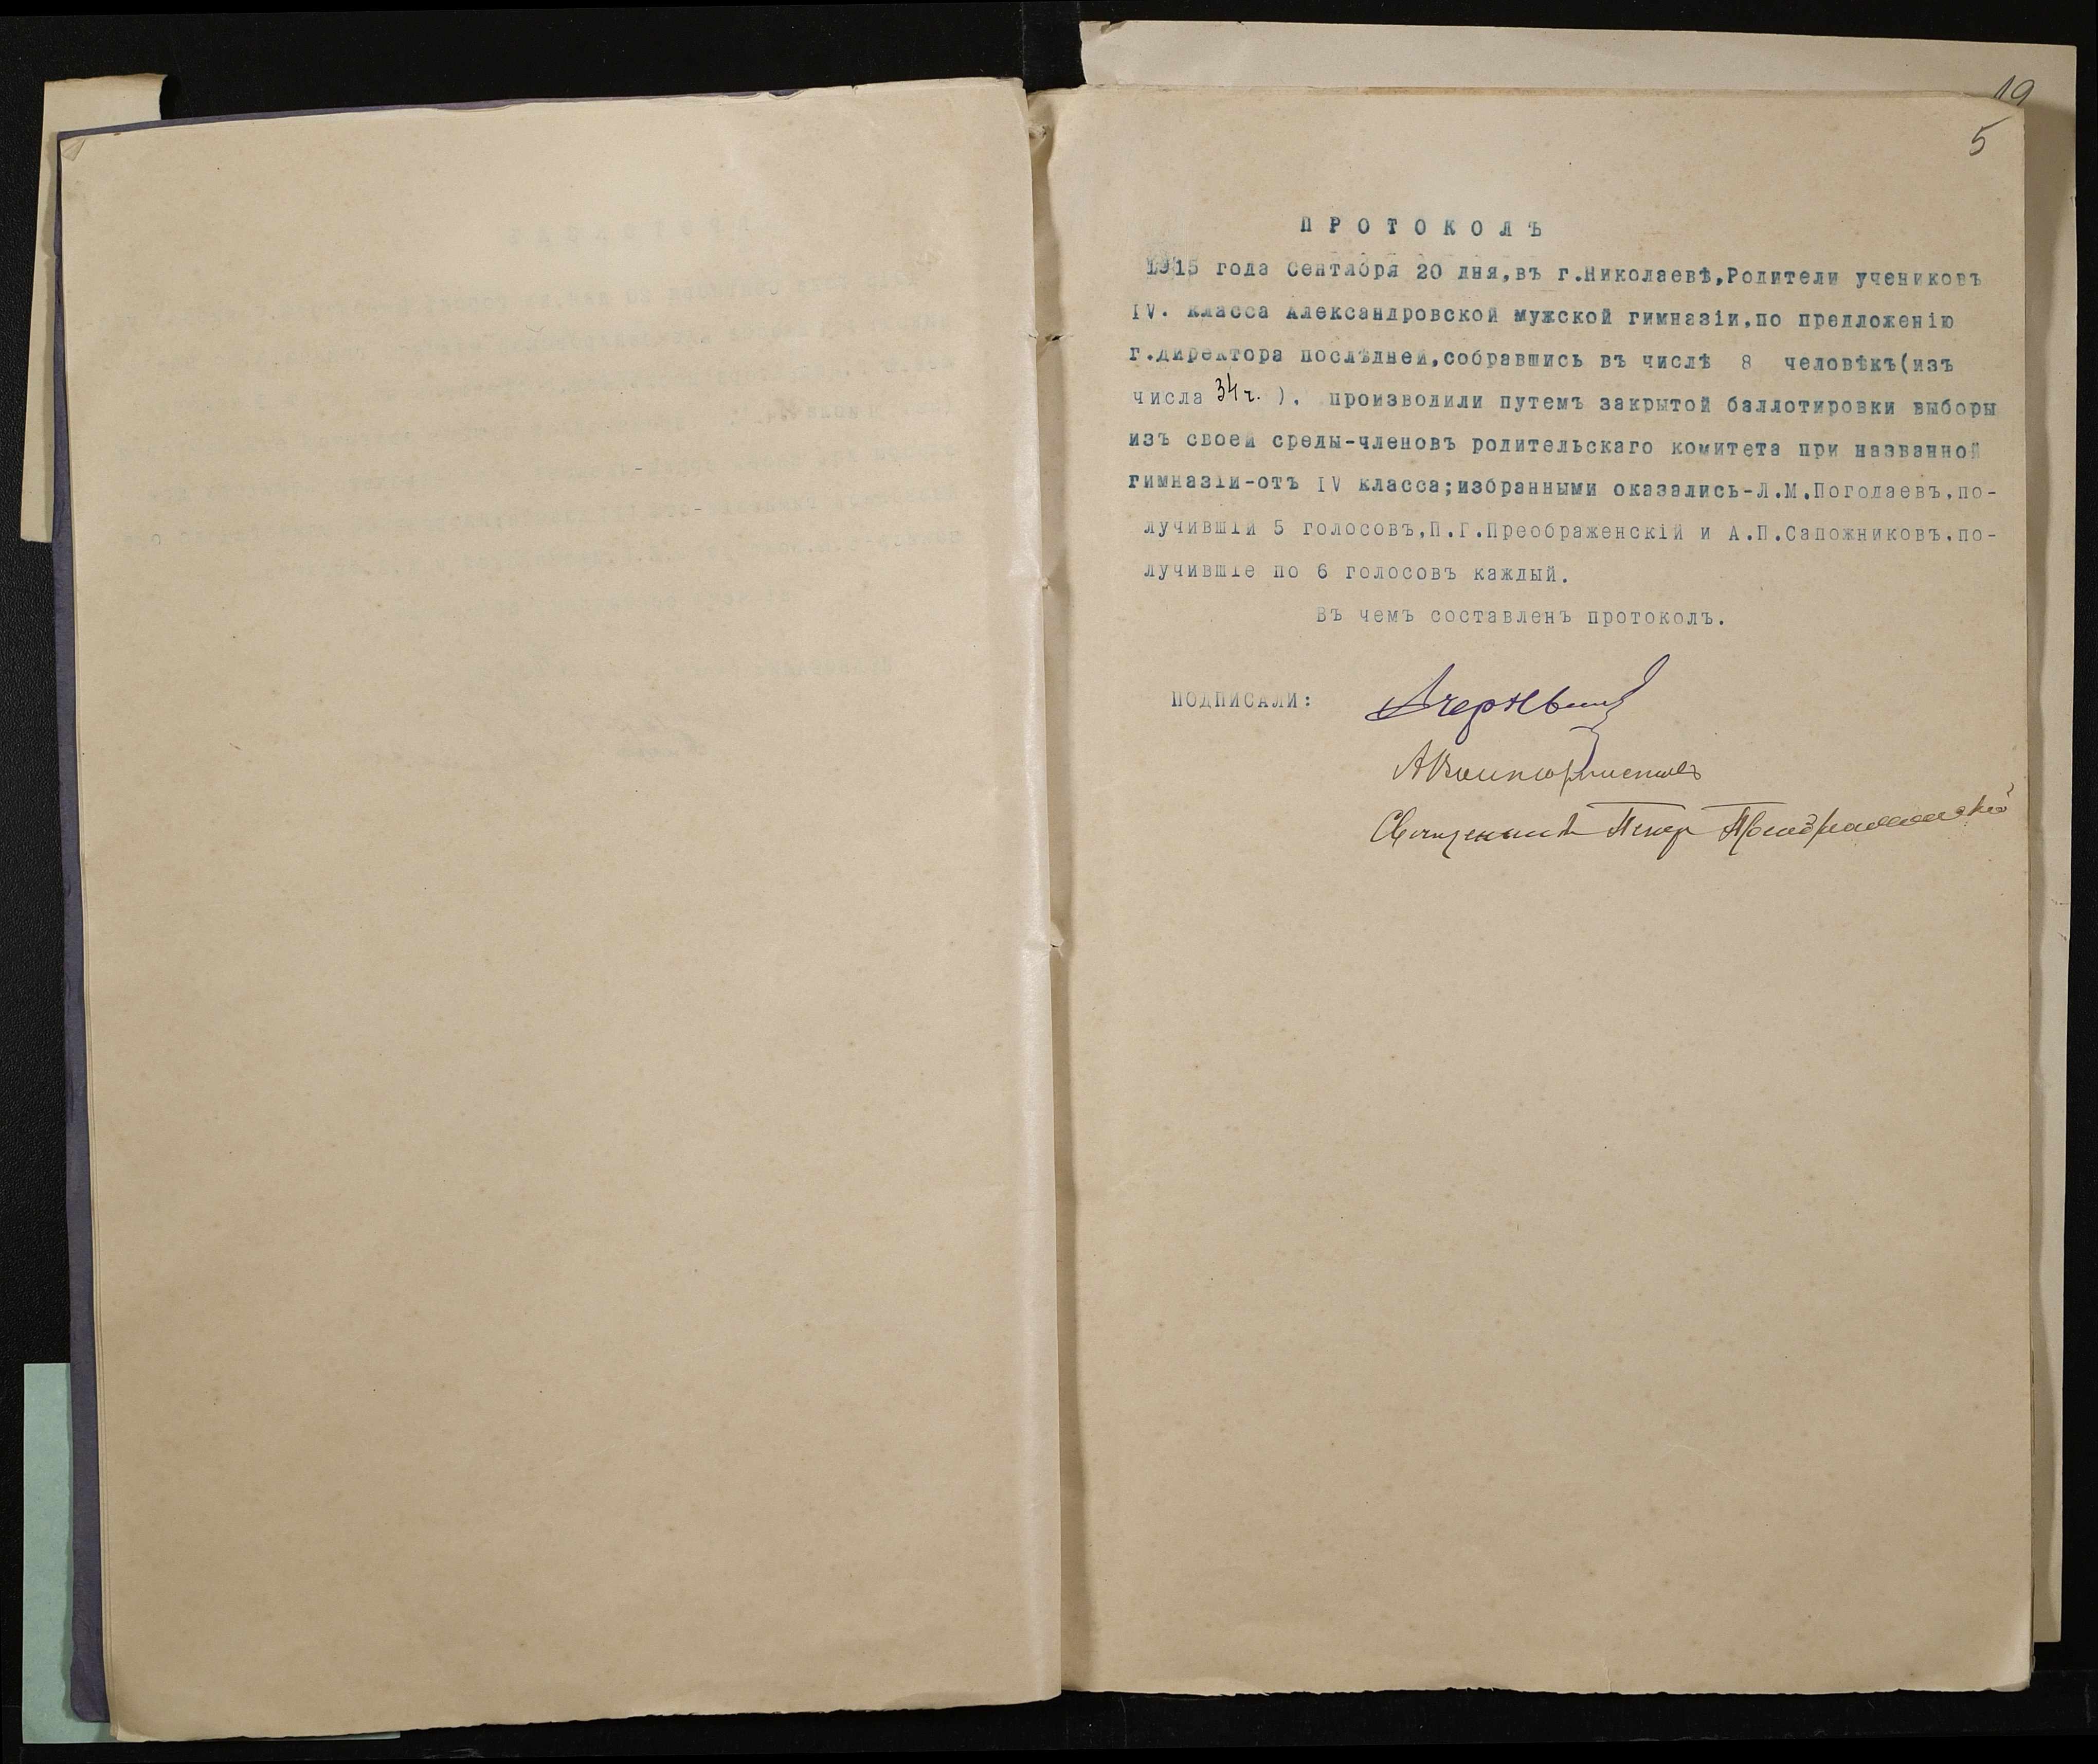 19
5
ПРОТОКОЛЪ
1915 года Сентября 20 дня,въ г.Николаевѣ,Родители учениковъ
IV. класса Александровской мужской гимназіи,по предложенію
г.директора послѣдней,собравшись въ числѣ 8 человѣкъ(изъ
числа 34 ч. ), производили путемъ закрытой баллотировки выборы
изъ своей среды-членовъ родительскаго комитета при названной
гимназіи-отъ IV класса;избранными оказались-Л.М.Погодаевъ,по-
лучившій 5 голосовъ,П.Г.Преображенскій и А.П.Сапожниковъ,по-
лучившіе по 6 голосовъ каждый.
Въ чемъ составленъ протоколъ.
ПОДПИСАЛИ:
Священникъ Петръ Преображенскій